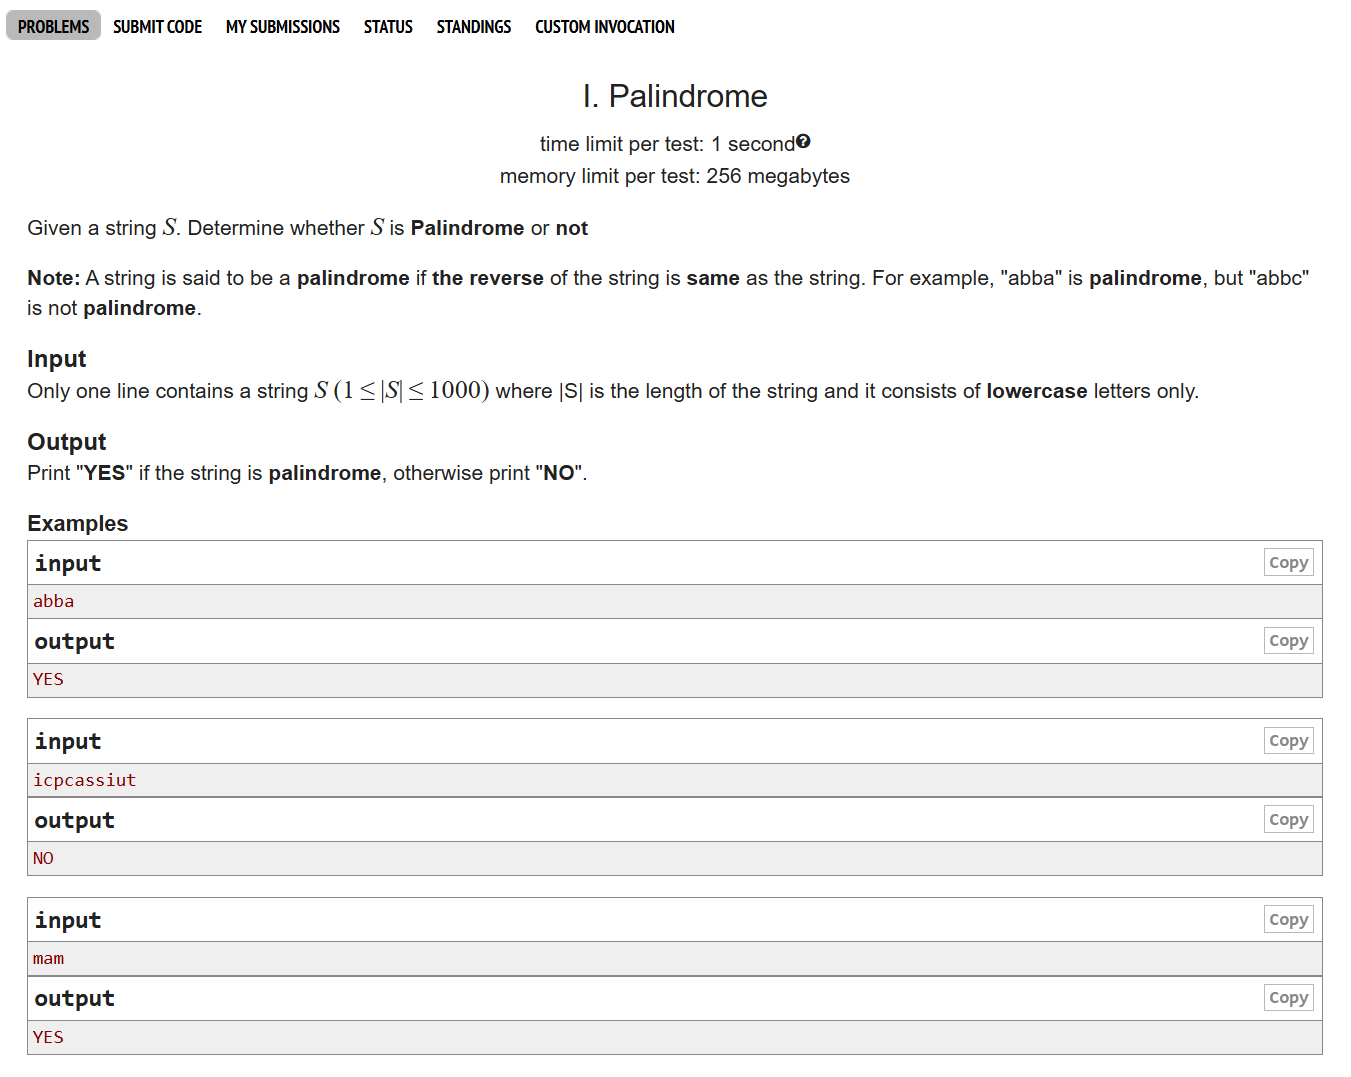 PROBLEMS SUBMIT CODE MY SUBMISSIONS STATUS STANDINGS CUSTOM INVOCATION
I. Palindrome
time limit per test: 1 second?
memory limit per test: 256 megabytes
Given a string S. Determine whether S is Palindrome or not
Note: A string is said to be a palindrome if the reverse of the string is same as the string. For example, "abba" is palindrome, but "abbc"
is not palindrome.
Input
Only one line contains a string S (1 ≤ |S| ≤ 1000) where |S| is the length of the string and it consists of lowercase letters only.
Output
Print "YES" if the string is palindrome, otherwise print "NO".
Examples
input Copy
abba
output Copy
YES
input Copy
icpcassiut
output Copy
NO
input Copy
mam
output Copy
YES